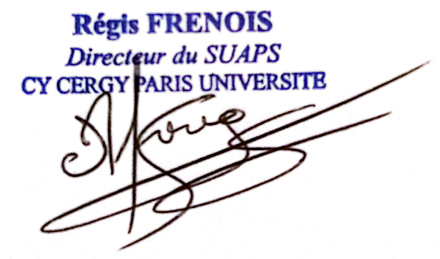 Régis FRENOIS
Directeur du SUAPS
CY CERGY PARIS UNIVERSITE